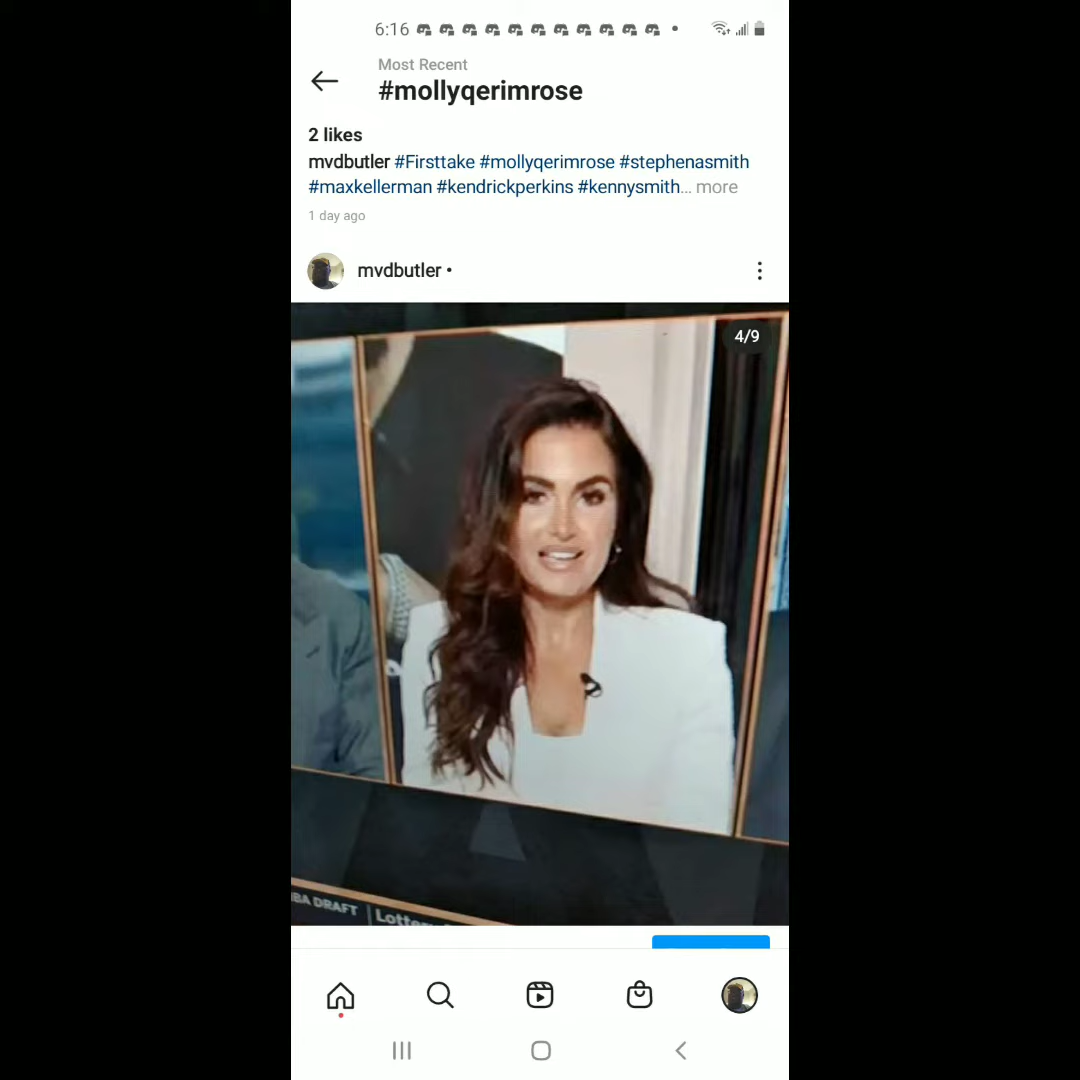 6:16
Most Recent
#mollyqerimrose
2 likes
mvdbutler #Firsttake #mollyqerimrose #stephenasmith
#maxkellerman #kendrickperkins #kennysmith... more
1 day ago
mvdbutler •
4/9
BA DRAFT